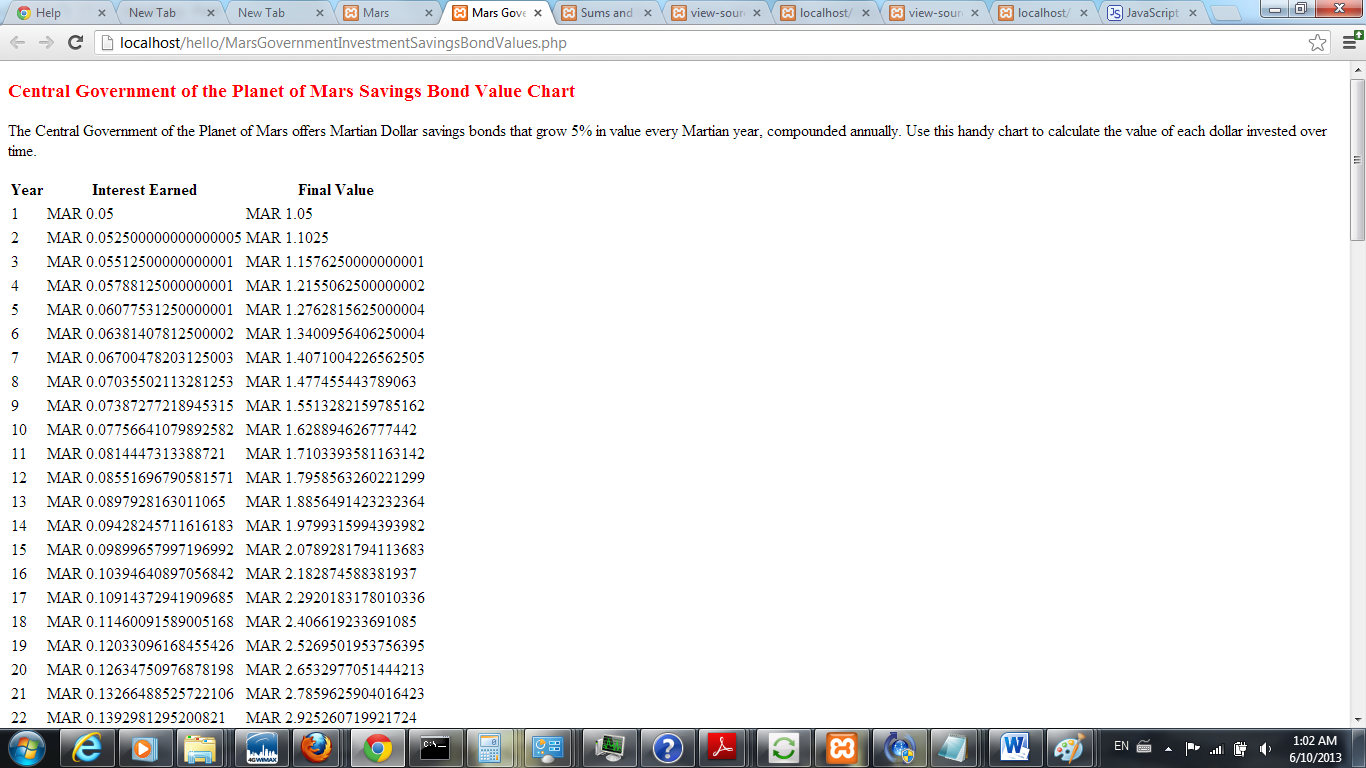 Help
New Tab
New Tab
Mars
Mars Gove
Sums and
view-sour
localhost/
view-sour
localhost/
JavaScript
localhost/hello/MarsGovernmentInvestmentSavingsBondValues.php
Central Government of the Planet of Mars Savings Bond Value Chart
The Central Government of the Planet of Mars offers Martian Dollar savings bonds that grow 5% in value every Martian year, compounded annually. Use this handy chart to calculate the value of each dollar invested over
time.
Year Interest Earned Final Value
1 MAR 0.05 MAR 1.05
2 MAR 0.052500000000000005 MAR 1.1025
3 MAR 0.05512500000000001 MAR 1.1576250000000001
4 MAR 0.05788125000000001 MAR 1.2155062500000002
5 MAR 0.06077531250000001 MAR 1.2762815625000004
6 MAR 0.06381407812500002 MAR 1.3400956406250004
7 MAR 0.06700478203125003 MAR 1.4071004226562505
8 MAR 0.07035502113281253 MAR 1.477455443789063
9 MAR 0.07387277218945315 MAR 1.5513282159785162
10 MAR 0.07756641079892582 MAR 1.628894626777442
11 MAR 0.0814447313388721 MAR 1.7103393581163142
12 MAR 0.08551696790581571 MAR 1.7958563260221299
13 MAR 0.0897928163011065 MAR 1.8856491423232364
14 MAR 0.09428245711616183 MAR 1.9799315994393982
15 MAR 0.09899657997196992 MAR 2.0789281794113683
16 MAR 0.10394640897056842 MAR 2.182874588381937
17 MAR 0.10914372941909685 MAR 2.2920183178010336
18 MAR 0.11460091589005168 MAR 2.406619233691085
19 MAR 0.12033096168455426 MAR 2.5269501953756395
20 MAR 0.12634750976878198 MAR 2.6532977051444213
21 MAR 0.13266488525722106 MAR 2.7859625904016423
22 MAR 0.1392981295200821 MAR 2.925260719921724
4GWIMAX
C:\-.
EN
1:02 AM
6/10/2013